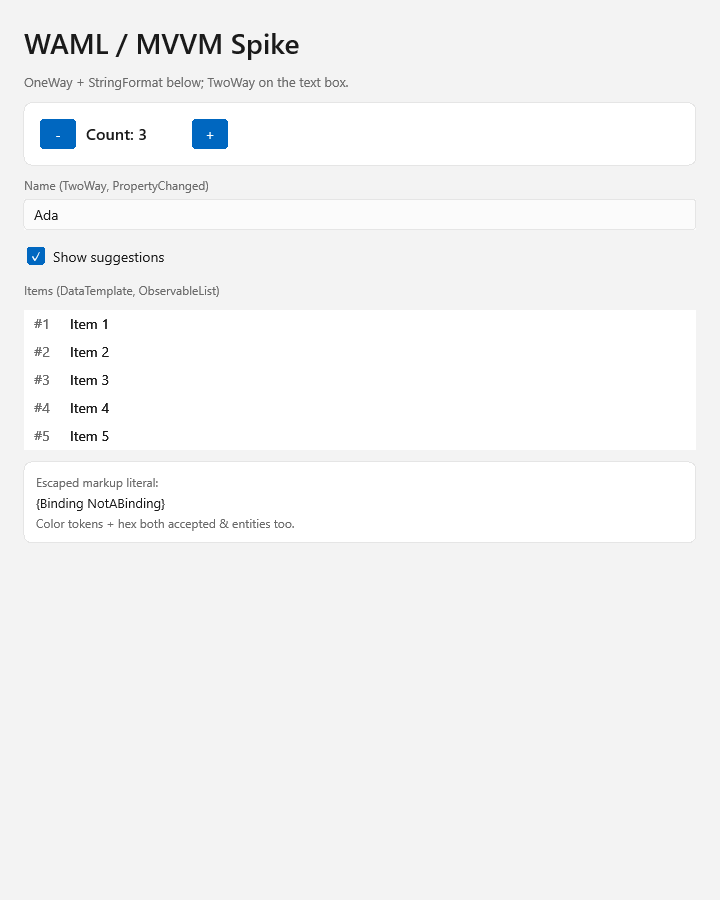 WAML / MVVM Spike
OneWay + StringFormat below; TwoWay on the text box.
- Count: 3 +
Name (TwoWay, PropertyChanged)
Ada
Show suggestions
Items (DataTemplate, ObservableList)
#1 Item 1
#2 Item 2
#3 Item 3
#4 Item 4
#5 Item 5
Escaped markup literal:
{Binding NotABinding}
Color tokens + hex both accepted & entities too.